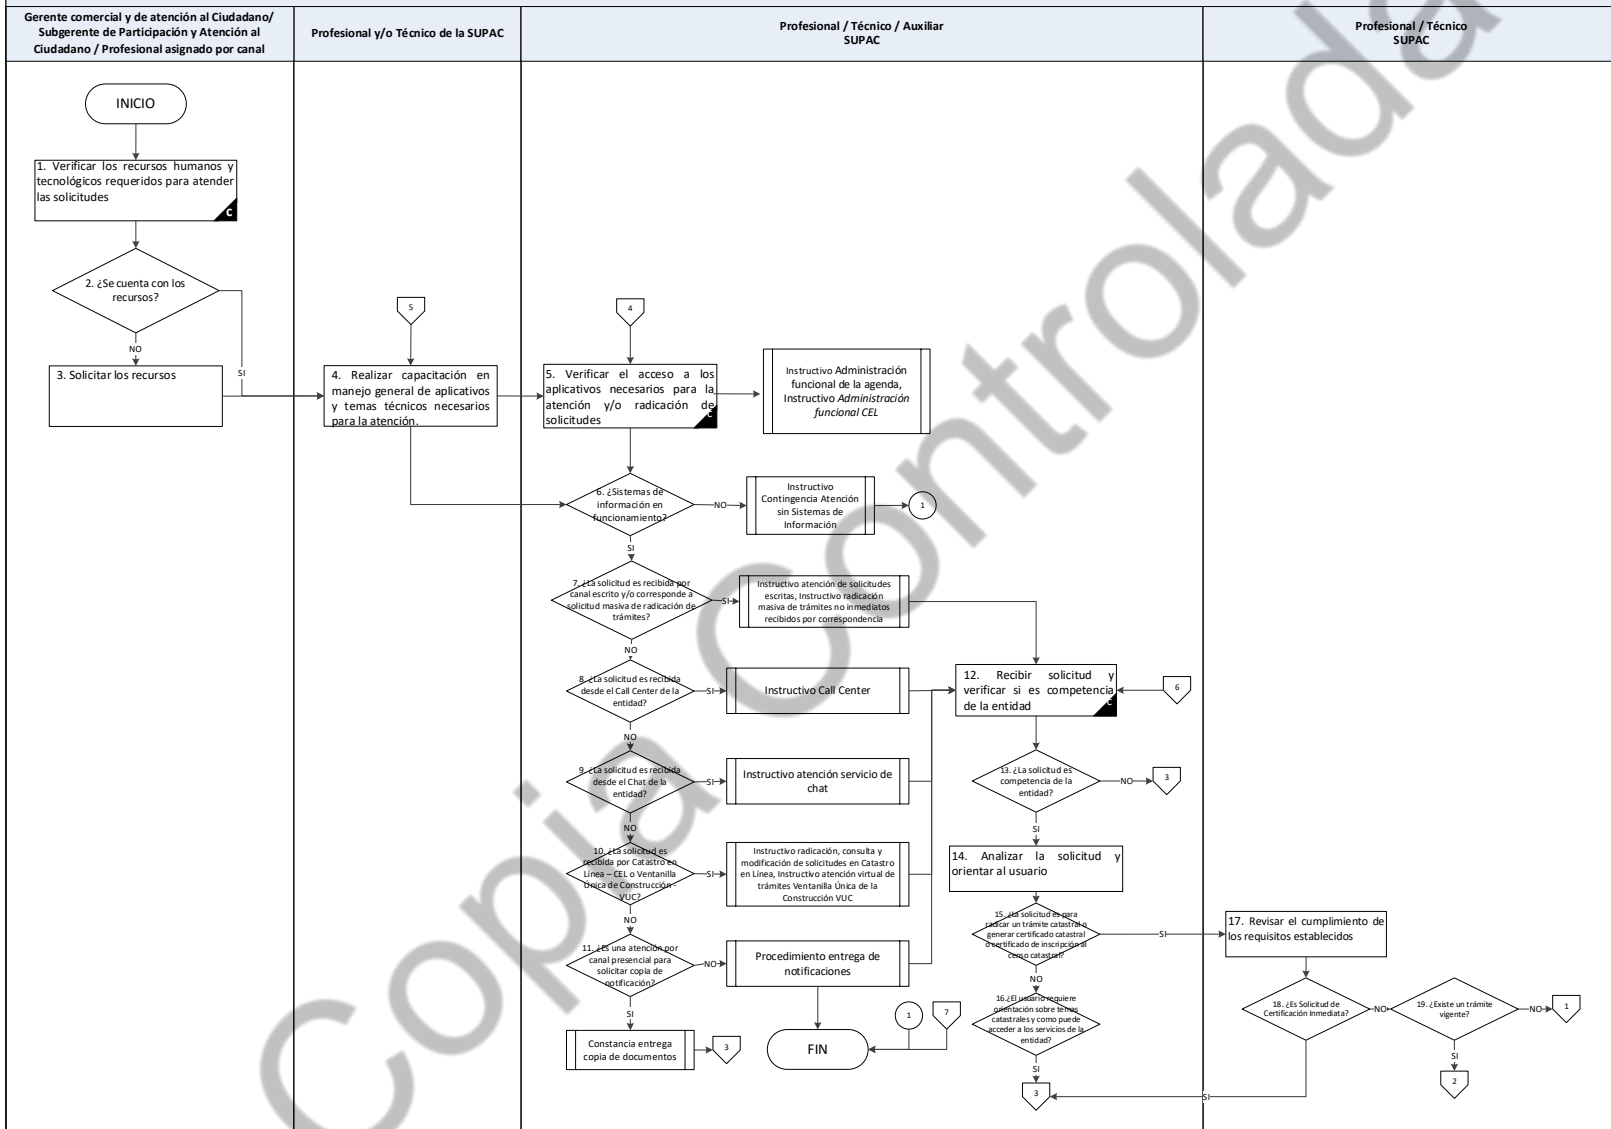 Gerente comercial y de atención al Ciudadano/
Subgerente de Participación y Atención al
Ciudadano / Profesional asignado por canal
Profesional y/o Técnico de la SUPAC
Profesional / Técnico / Auxiliar
SUPAC
Profesional / Técnico
SUPAC
INICIO
1. Verificar los recursos humanos y
tecnológicos requeridos para atender
las solicitudes
C
2. ¿Se cuenta con los
recursos?
NO
SI
3. Solicitar los recursos
5
4. Realizar capacitación en
manejo general de aplicativos
y temas técnicos necesarios
para la atención.
4
5. Verificar el acceso a los
aplicativos necesarios para la
atención y/o radicación de
solicitudes
C
Instructivo Administración
funcional de la agenda,
Instructivo Administración
funcional CEL
6. ¿Sistemas de
información en
funcionamiento?
NO
Instructivo
Contingencia Atención
sin Sistemas de
Información
1
SI
7. ¿La solicitud es recibida por
canal escrito y/o corresponde a
solicitud masiva de radicación de
trámites?
SI
Instructivo atención de solicitudes
escritas, Instructivo radicación
masiva de trámites no inmediatos
recibidos por correspondencia
NO
8. ¿La solicitud es recibida
desde el Call Center de la
entidad?
SI
Instructivo Call Center
12. Recibir solicitud y
verificar si es competencia
de la entidad
C
6
NO
9. ¿La solicitud es recibida
desde el Chat de la
entidad?
SI
Instructivo atención servicio de
chat
13. ¿La solicitud es
competencia de la
entidad?
NO
3
NO
SI
10. ¿La solicitud es
recibida por Catastro en
Línea – CEL o Ventanilla
Única de Construcción -
VUC?
SI
Instructivo radicación, consulta y
modificación de solicitudes en Catastro
en Línea, Instructivo atención virtual de
trámites Ventanilla Única de la
Construcción VUC
14. Analizar la solicitud y
orientar al usuario
NO
15. ¿La solicitud es para
radicar un trámite catastral o
generar certificado catastral
o certificado de inscripción al
censo catastral?
SI
17. Revisar el cumplimiento de
los requisitos establecidos
11. ¿Es una atención por
canal presencial para
solicitar copia de
notificación?
NO
Procedimiento entrega de
notificaciones
NO
16.¿El usuario requiere
orientación sobre temas
catastrales y como puede
acceder a los servicios de la
entidad?
18. ¿Es Solicitud de
Certificación Inmediata?
NO
19. ¿Existe un trámite
vigente?
NO
1
SI
1
7
Constancia entrega
copia de documentos
3
FIN
SI
3
SI
SI
2
Copia Controlada